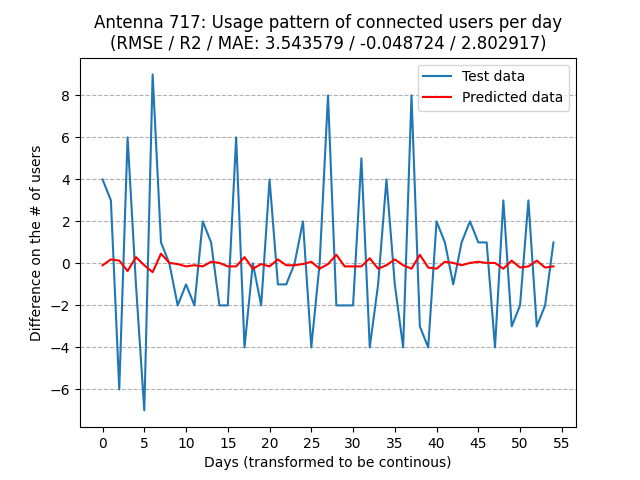 Antenna 717: Usage pattern of connected users per day
(RMSE / R2 / MAE: 3.543579 / -0.048724 / 2.802917)
Test data
Predicted data
Difference on the # of users
8
6
4
2
0
−2
−4
−6
0 5 10 15 20 25 30 35 40 45 50 55
Days (transformed to be continous)